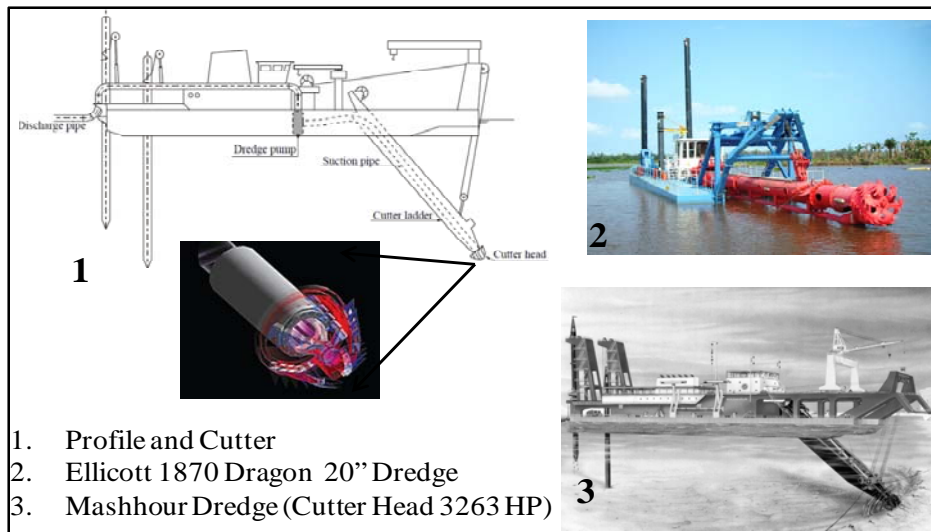 Discharge pipe
Dredge pump
Suction pipe
Cutter ladder
Cutter head
1
2
3
1. Profile and Cutter
2. Ellicott 1870 Dragon 20” Dredge
3. Mashhour Dredge (Cutter Head 3263 HP)